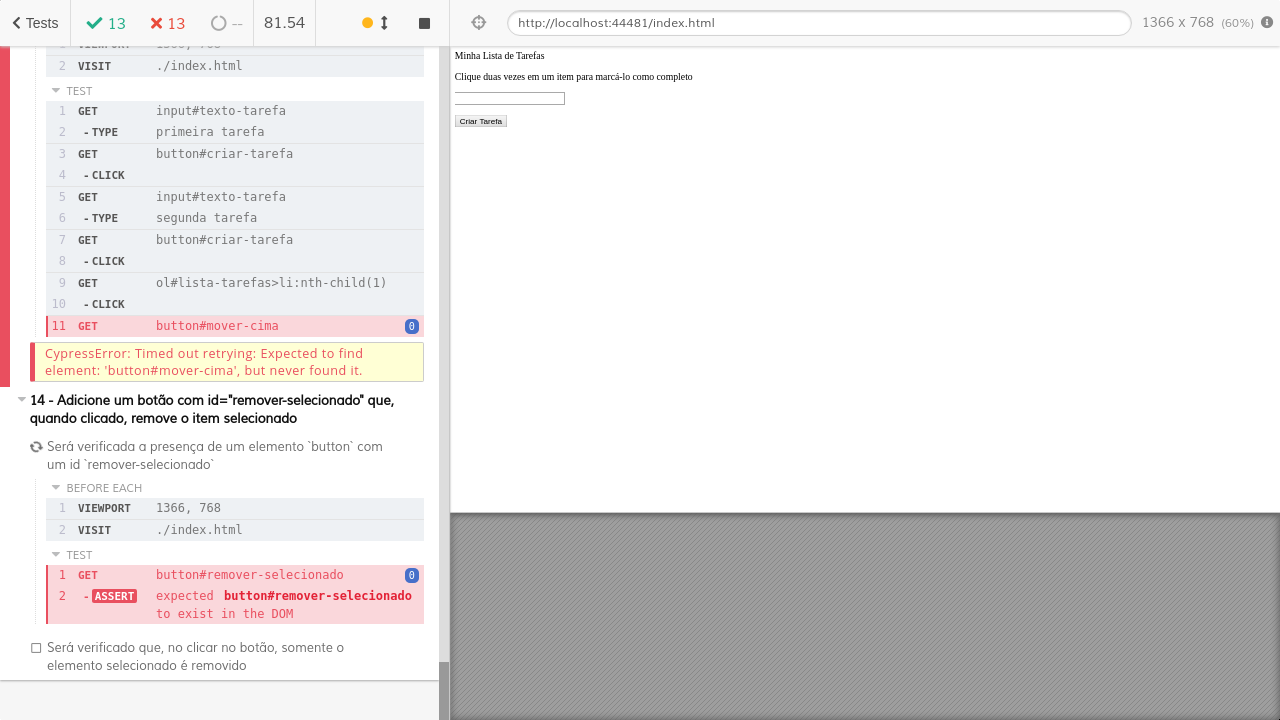 Tests 13 13 -- 81.54 http://localhost:44481/index.html 1366 x 768 (60%)
1 VIEWPORT 1366, 768
2 VISIT ./index.html
TEST
1 GET input#texto-tarefa
2 -TYPE primeira tarefa
3 GET button#criar-tarefa
4 -CLICK
5 GET input#texto-tarefa
6 -TYPE segunda tarefa
7 GET button#criar-tarefa
8 -CLICK
9 GET ol#lista-tarefas>li:nth-child(1)
10 -CLICK
11 GET button#mover-cima 0
CypressError: Timed out retrying: Expected to find
element: 'button#mover-cima', but never found it.
14 - Adicione um botão com id="remover-selecionado" que,
quando clicado, remove o item selecionado
Será verificada a presença de um elemento `button` com
um id `remover-selecionado`
BEFORE EACH
1 VIEWPORT 1366, 768
2 VISIT ./index.html
TEST
1 GET button#remover-selecionado 0
2 -ASSERT expected button#remover-selecionado
to exist in the DOM
Será verificado que, no clicar no botão, somente o
elemento selecionado é removido
Minha Lista de Tarefas
Clique duas vezes em um item para marcá-lo como completo
Criar Tarefa